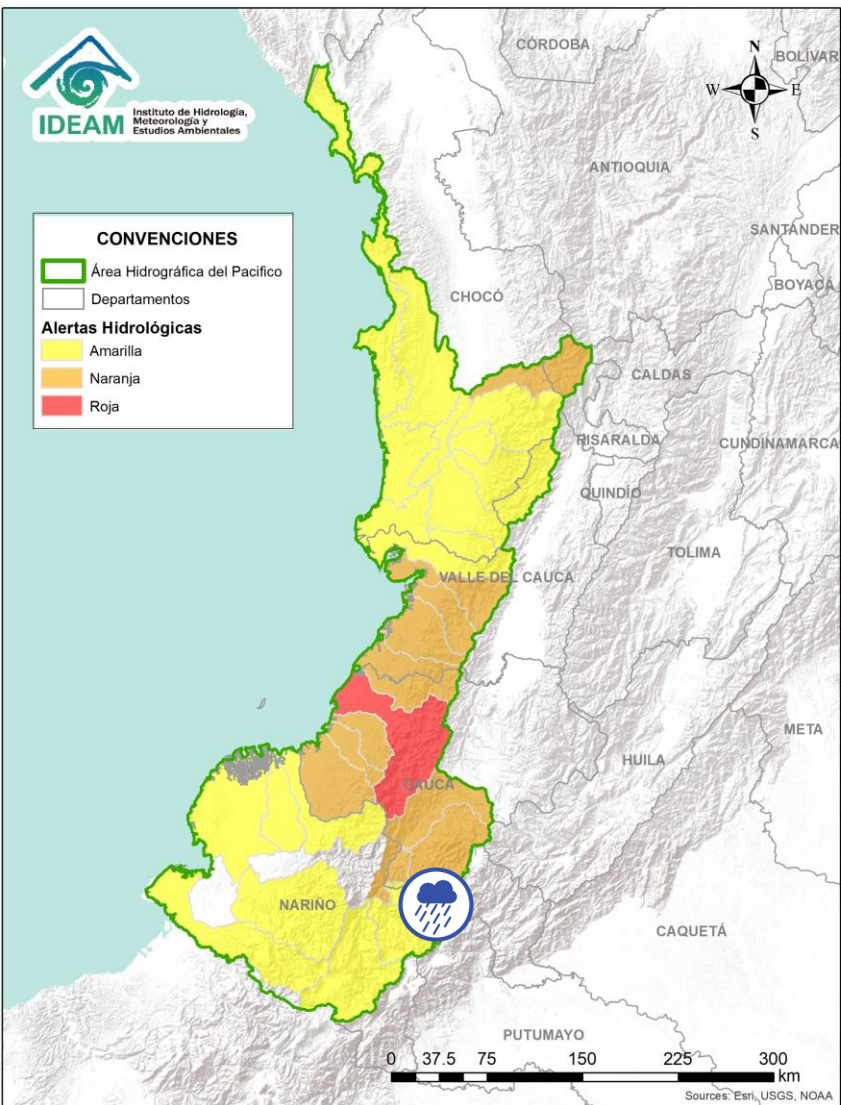 IDEAM
Instituto de Hidrología,
Meteorología y
Estudios Ambientales
CÓRDOBA
N
BOLÍVAR
W
E
S
ANTIOQUIA
CONVENCIONES
Área Hidrográfica del Pacifico
Departamentos
Alertas Hidrológicas
Amarilla
Naranja
Roja
SANTANDER
BOYACÁ
CHOCÓ
CALDAS
RISARALDA
CUNDINAMARCA
QUINDÍO
TOLIMA
VALLE DEL CAUCA
META
HUILA
CAUCA
NARIÑO
CAQUETÁ
PUTUMAYO
0 37.5 75 150 225 300
km
Sources: Esri, USGS, NOAA